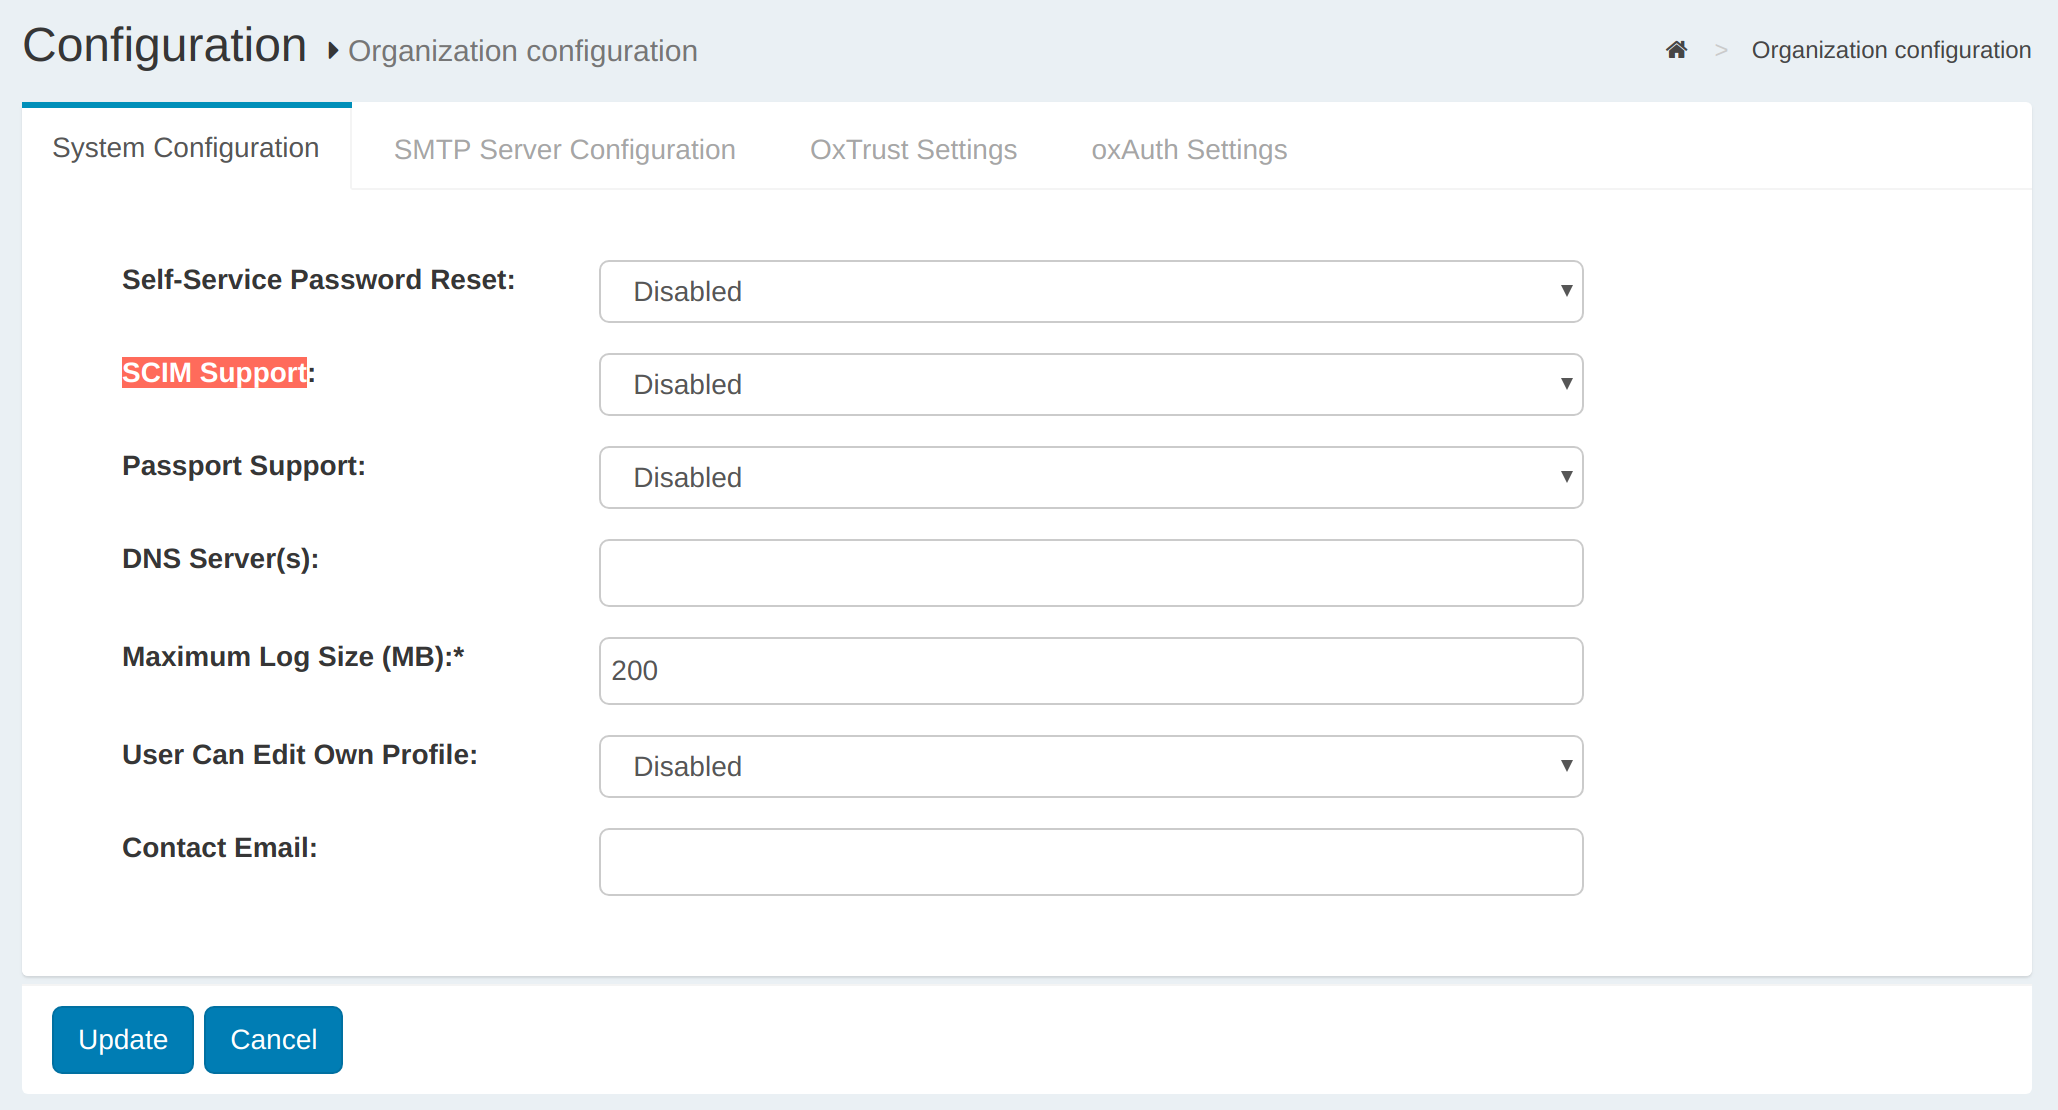 Configuration Organization configuration
> Organization configuration
System Configuration SMTP Server Configuration OxTrust Settings oxAuth Settings
Self-Service Password Reset: Disabled
SCIM Support: Disabled
Passport Support: Disabled
DNS Server(s):
Maximum Log Size (MB):* 200
User Can Edit Own Profile: Disabled
Contact Email:
Update Cancel